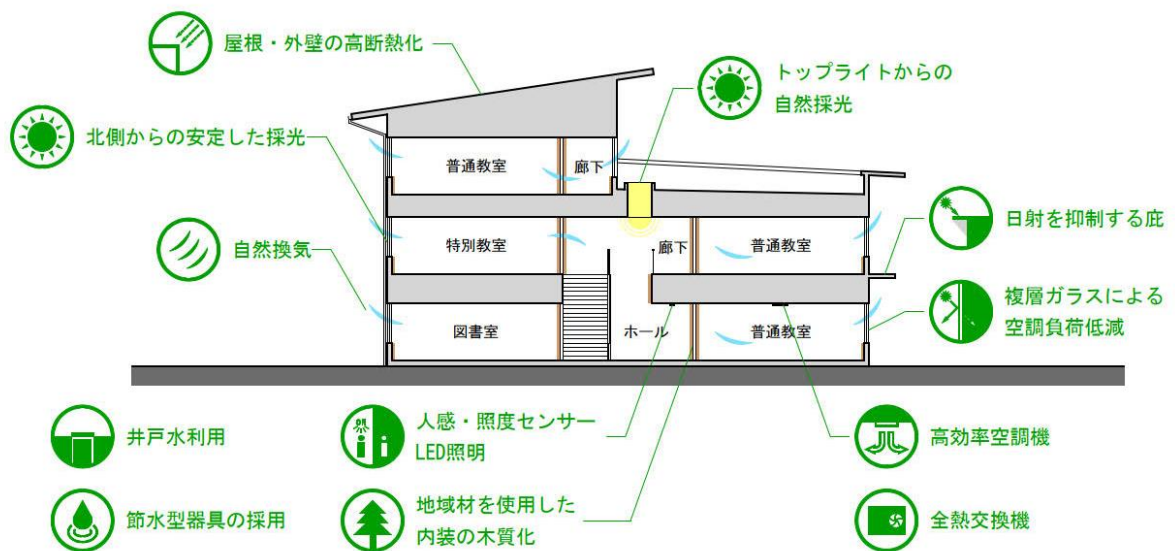 屋根・外壁の高断熱化
トップライトからの
自然採光
北側からの安定した採光
普通教室
廊下
日射を抑制する庇
自然換気
特別教室
廊下
普通教室
複層ガラスによる
空調負荷低減
図書室
ホール
普通教室
井戸水利用
人感・照度センサー
LED照明
高効率空調機
節水型器具の採用
地域材を使用した
内装の木質化
全熱交換機